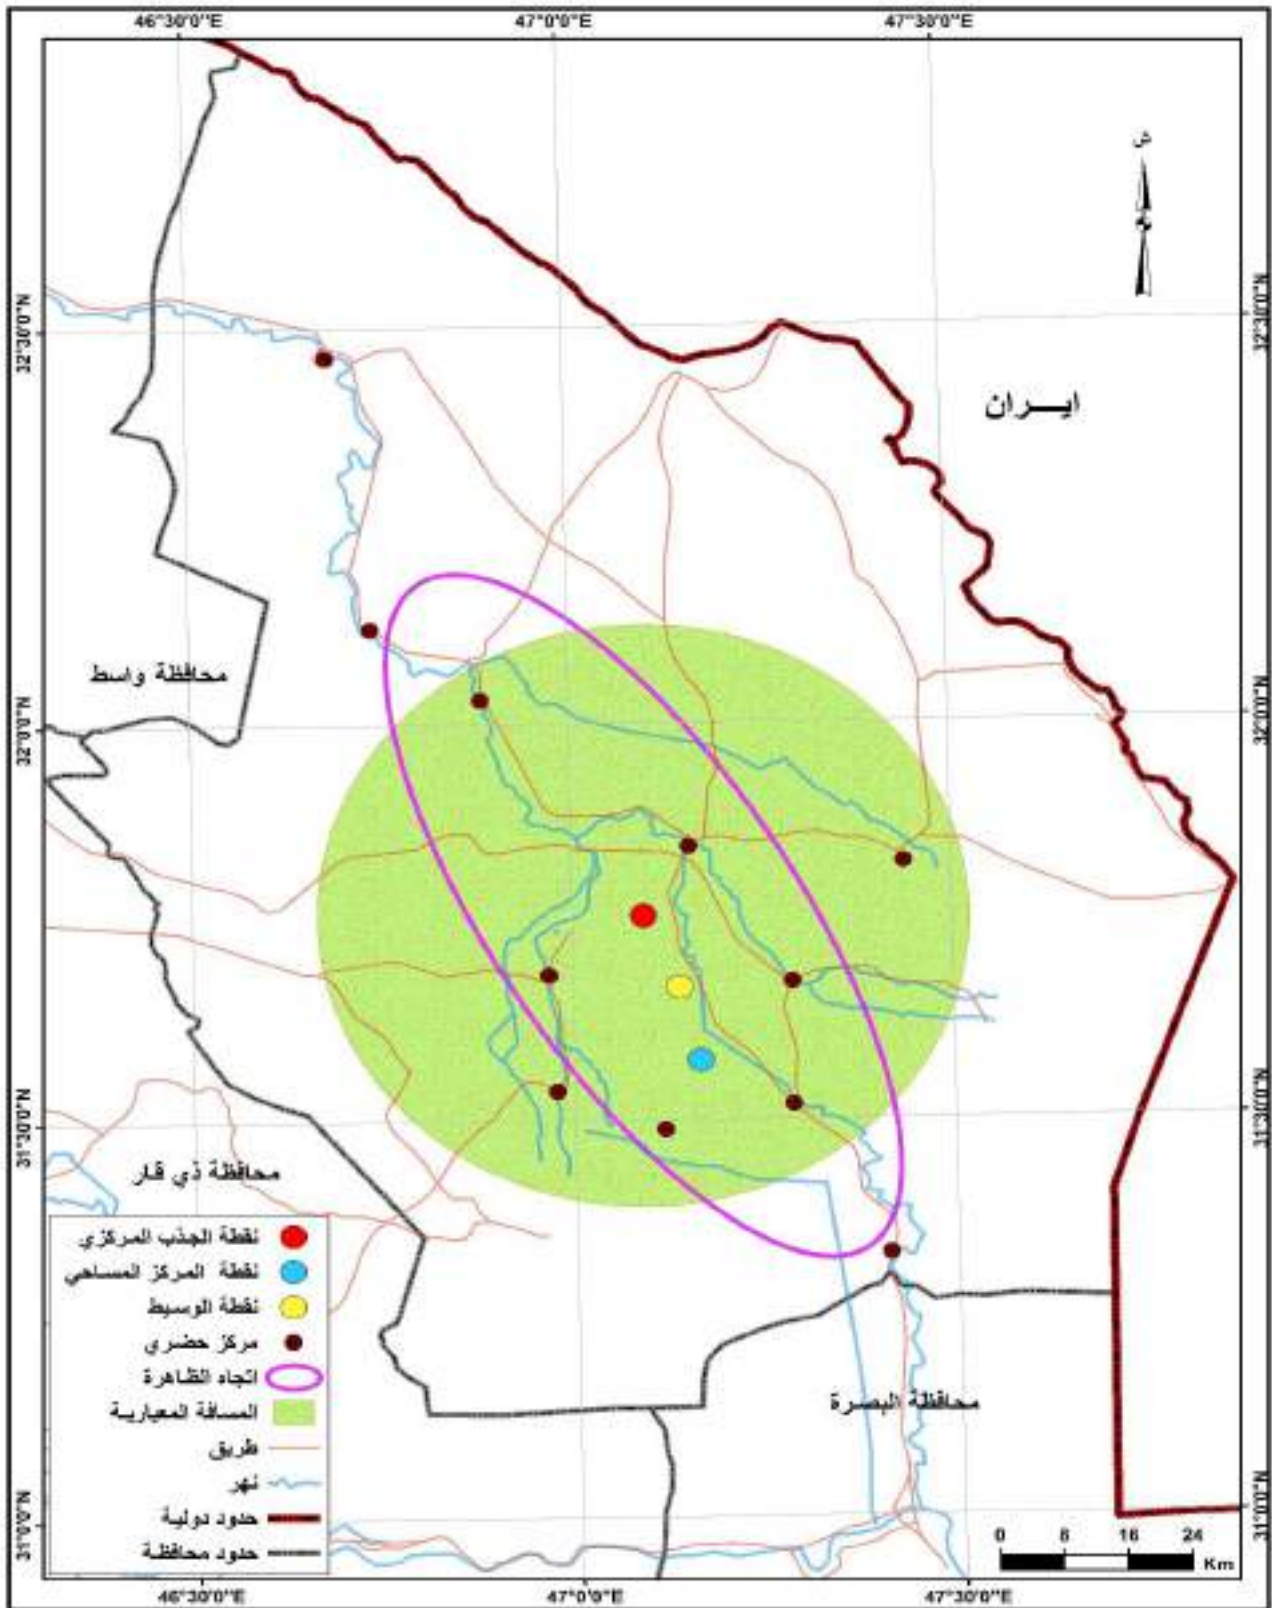 46°30'0"E 47°0'0"E 47°30'0"E
ش
32°30'0"N 32°30'0"N
ايـــران
محافظة واسط
32°0'0"N 32°0'0"N
31°30'0"N 31°30'0"N
محافظة ذي قار
نقطة الجذب المركزي
نقطة المركز المساحي
نقطة الوسيط
مركز حضري
اتجاه الظاهرة
المسافة المعيارية
طريق
نهر
حدود دولية
حدود محافظة
محافظة البصرة
31°0'0"N 31°0'0"N
0 8 16 24
Km
46°30'0"E 47°0'0"E 47°30'0"E